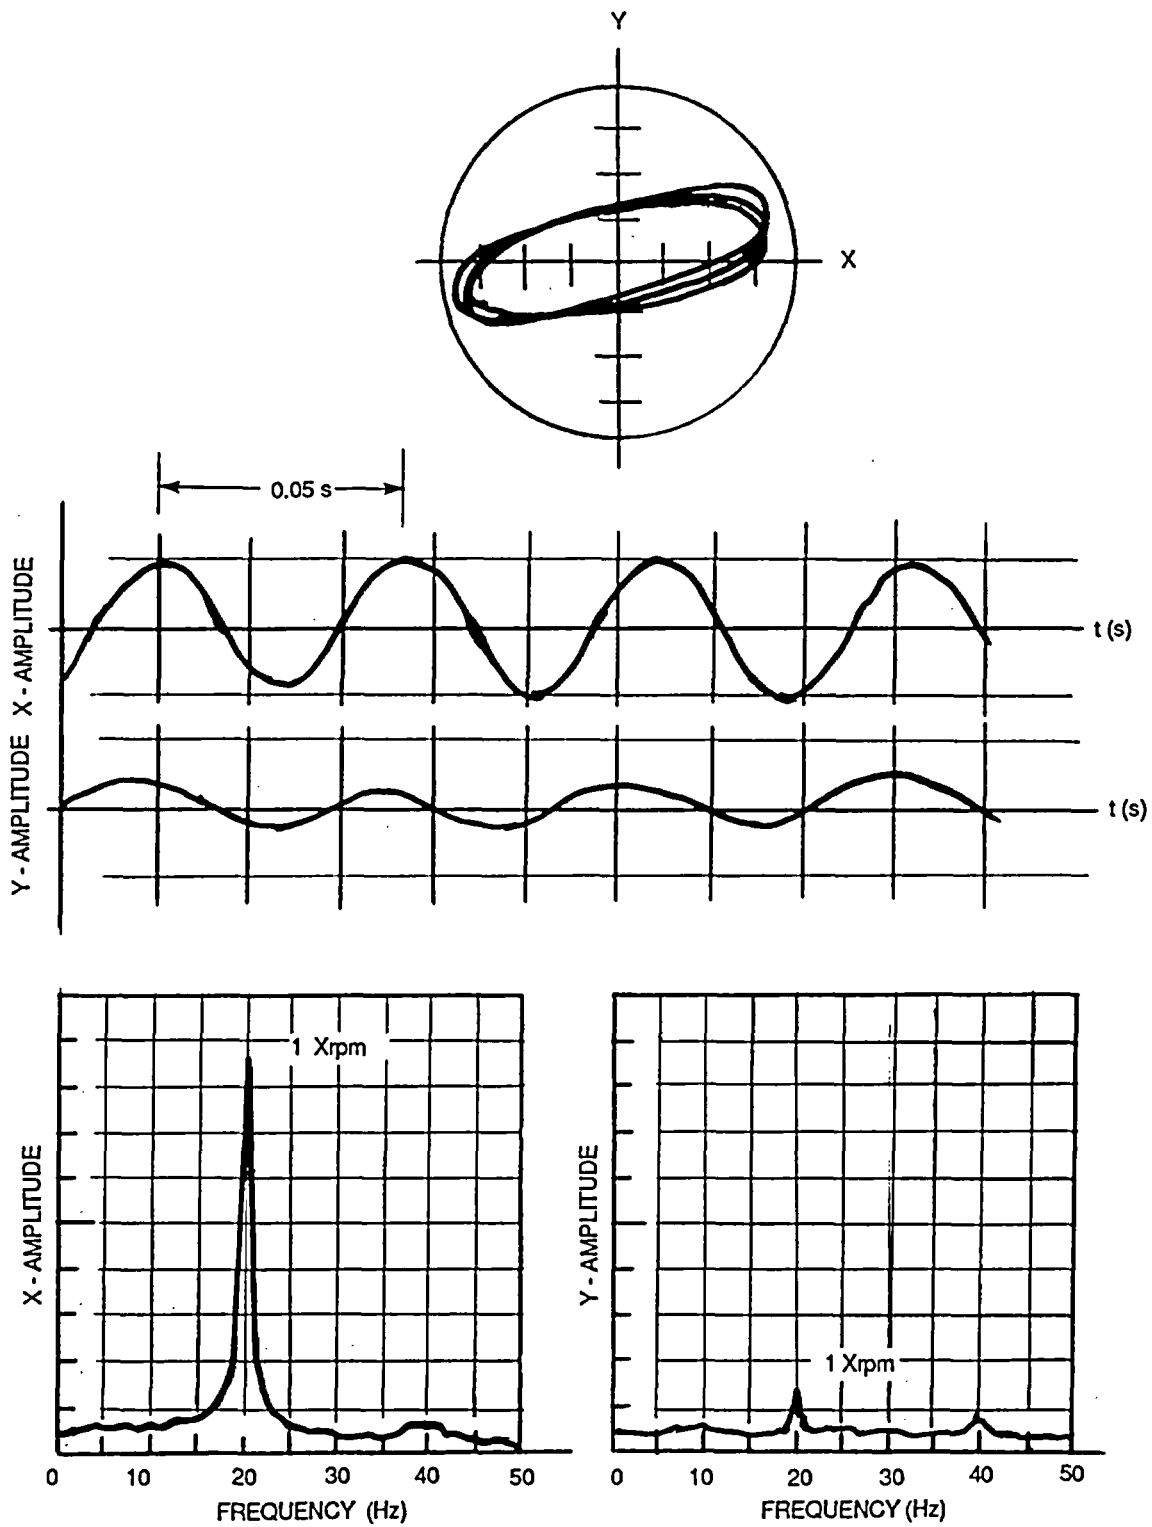 Y
X
0.05 s
X - AMPLITUDE
t (s)
Y - AMPLITUDE
t (s)
1 Xrpm
X - AMPLITUDE
0 10 20 30 40 50
FREQUENCY (Hz)
1 Xrpm
Y - AMPLITUDE
0 10 20 30 40 50
FREQUENCY (Hz)